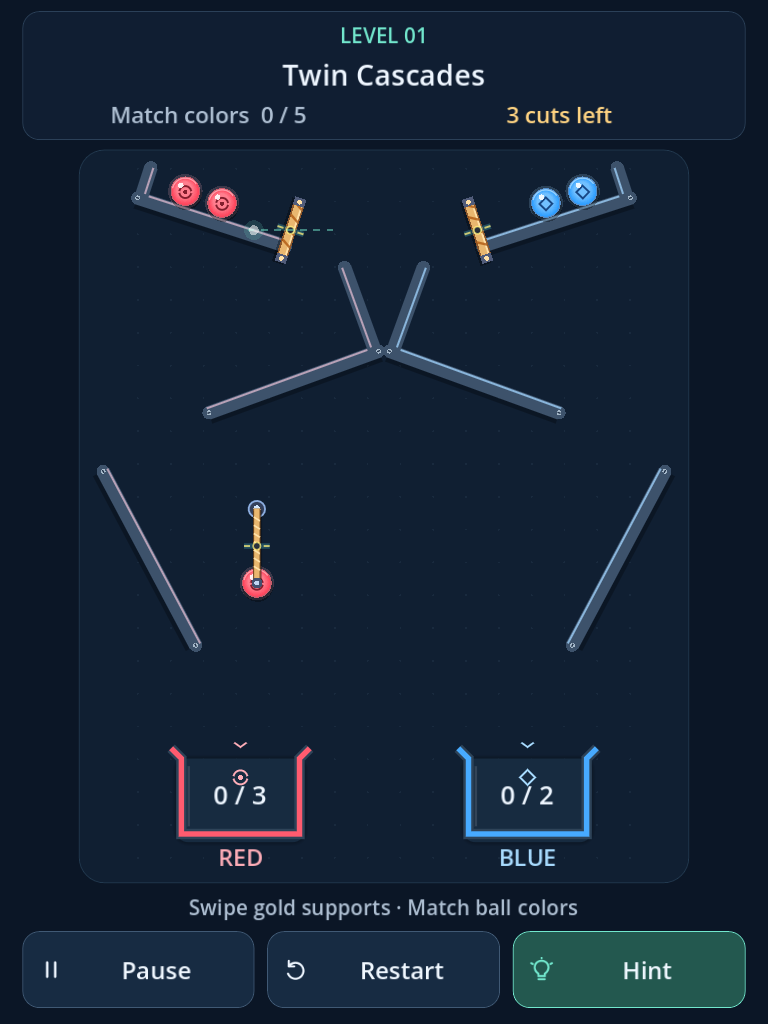 LEVEL 01
Twin Cascades
Match colors 0 / 5
3 cuts left
0 / 3
0 / 2
RED
BLUE
Swipe gold supports · Match ball colors
Pause
Restart
Hint